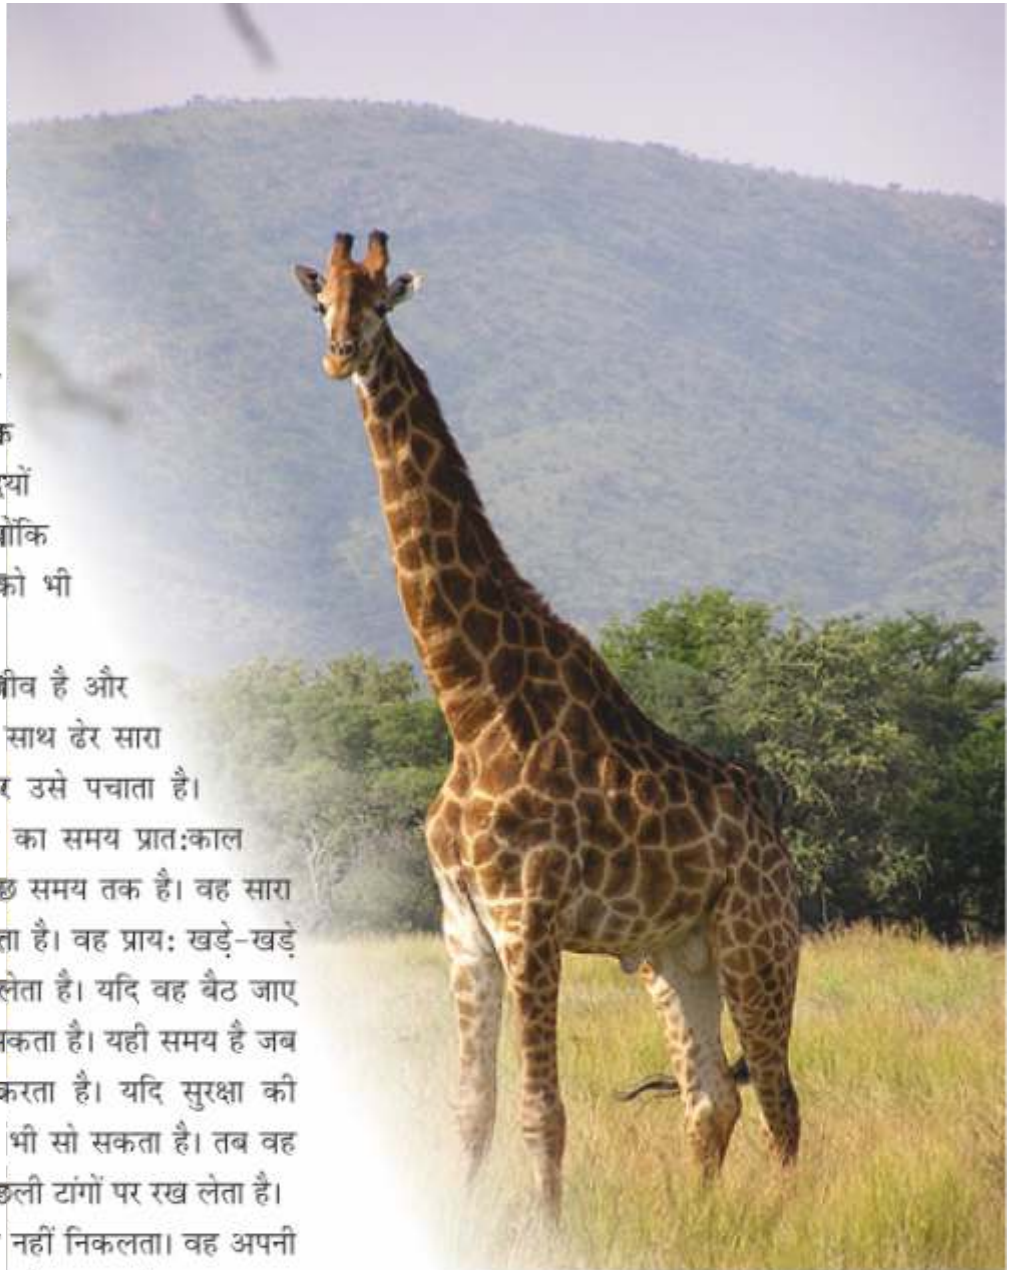 को भी
है और
साथ ढेर सारा
उसे पचाता है।
का समय प्रात:काल
समय तक है। वह सारा
है। वह प्राय: खड़े-खड़े
लेता है। यदि वह बैठ जाए
सकता है। यही समय है जब
करता है। यदि सुरक्षा की
भी सो सकता है। तब वह
टांगों पर रख लेता है।
नहीं निकलता। वह अपनी